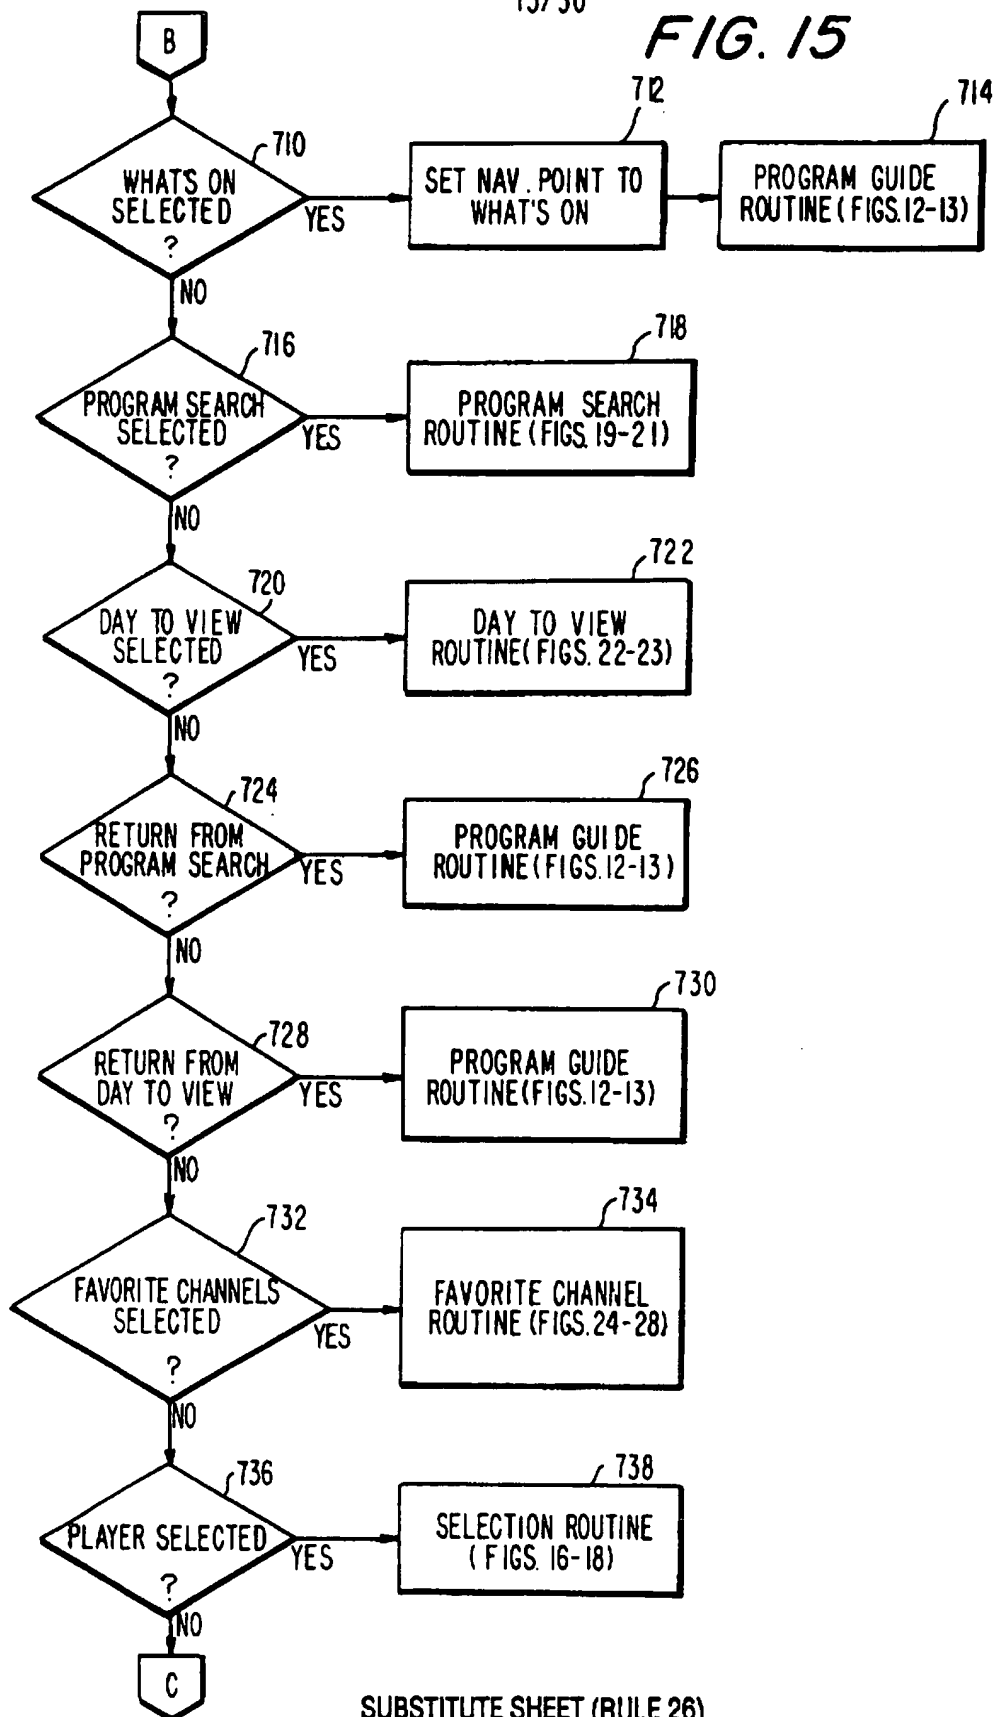 FIG. 15
B
710
WHAT'S ON
SELECTED
?
YES
NO
712
SET NAV. POINT TO
WHAT'S ON
714
PROGRAM GUIDE
ROUTINE (FIGS. 12-13)
716
PROGRAM SEARCH
SELECTED
?
YES
NO
718
PROGRAM SEARCH
ROUTINE (FIGS. 19-21)
720
DAY TO VIEW
SELECTED
?
YES
NO
722
DAY TO VIEW
ROUTINE (FIGS. 22-23)
724
RETURN FROM
PROGRAM SEARCH
?
YES
NO
726
PROGRAM GUIDE
ROUTINE (FIGS. 12-13)
728
RETURN FROM
DAY TO VIEW
?
YES
NO
730
PROGRAM GUIDE
ROUTINE (FIGS. 12-13)
732
FAVORITE CHANNELS
SELECTED
?
YES
NO
734
FAVORITE CHANNEL
ROUTINE (FIGS. 24-28)
736
PLAYER SELECTED
?
YES
NO
738
SELECTION ROUTINE
(FIGS. 16-18)
C
SUBSTITUTE SHEET (RULE 26)